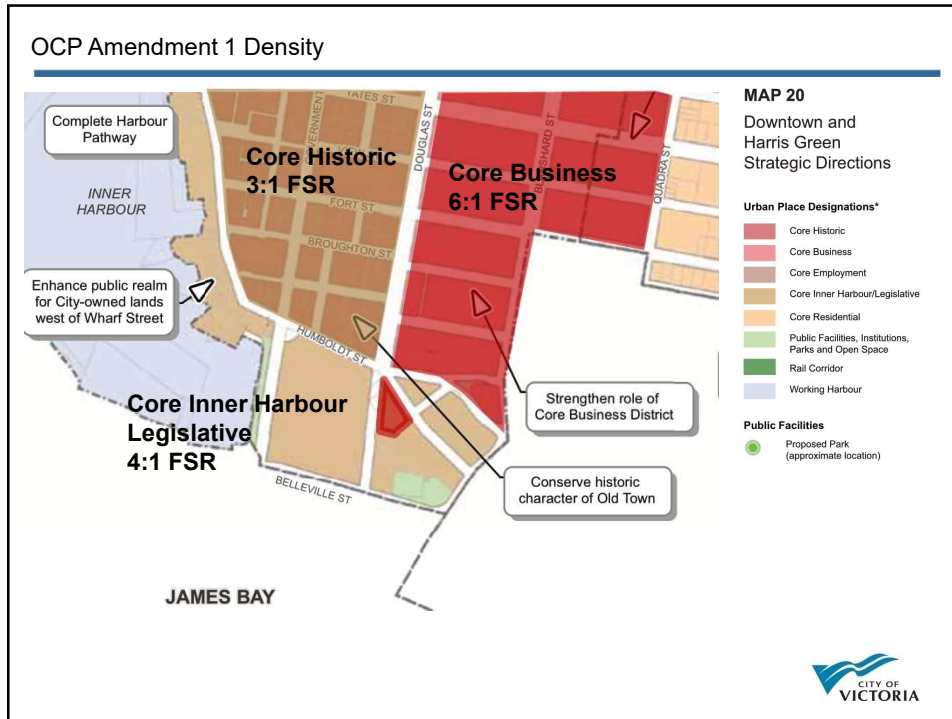 OCP Amendment 1 Density
Complete Harbour
Pathway
YATES ST
GOVERNMENT
DOUGLAS ST
BLANSHARD ST
QUADRA ST
Core Historic
3:1 FSR
Core Business
6:1 FSR
INNER
HARBOUR
FORT ST
BROUGHTON ST
Enhance public realm
for City-owned lands
west of Wharf Street
HUMBOLDT ST
Core Inner Harbour
Legislative
4:1 FSR
Strengthen role of
Core Business District
BELLEVILLE ST
Conserve historic
character of Old Town
JAMES BAY
MAP 20
Downtown and
Harris Green
Strategic Directions
Urban Place Designations*
Core Historic
Core Business
Core Employment
Core Inner Harbour/Legislative
Core Residential
Public Facilities, Institutions,
Parks and Open Space
Rail Corridor
Working Harbour
Public Facilities
Proposed Park
(approximate location)
CITY OF
VICTORIA